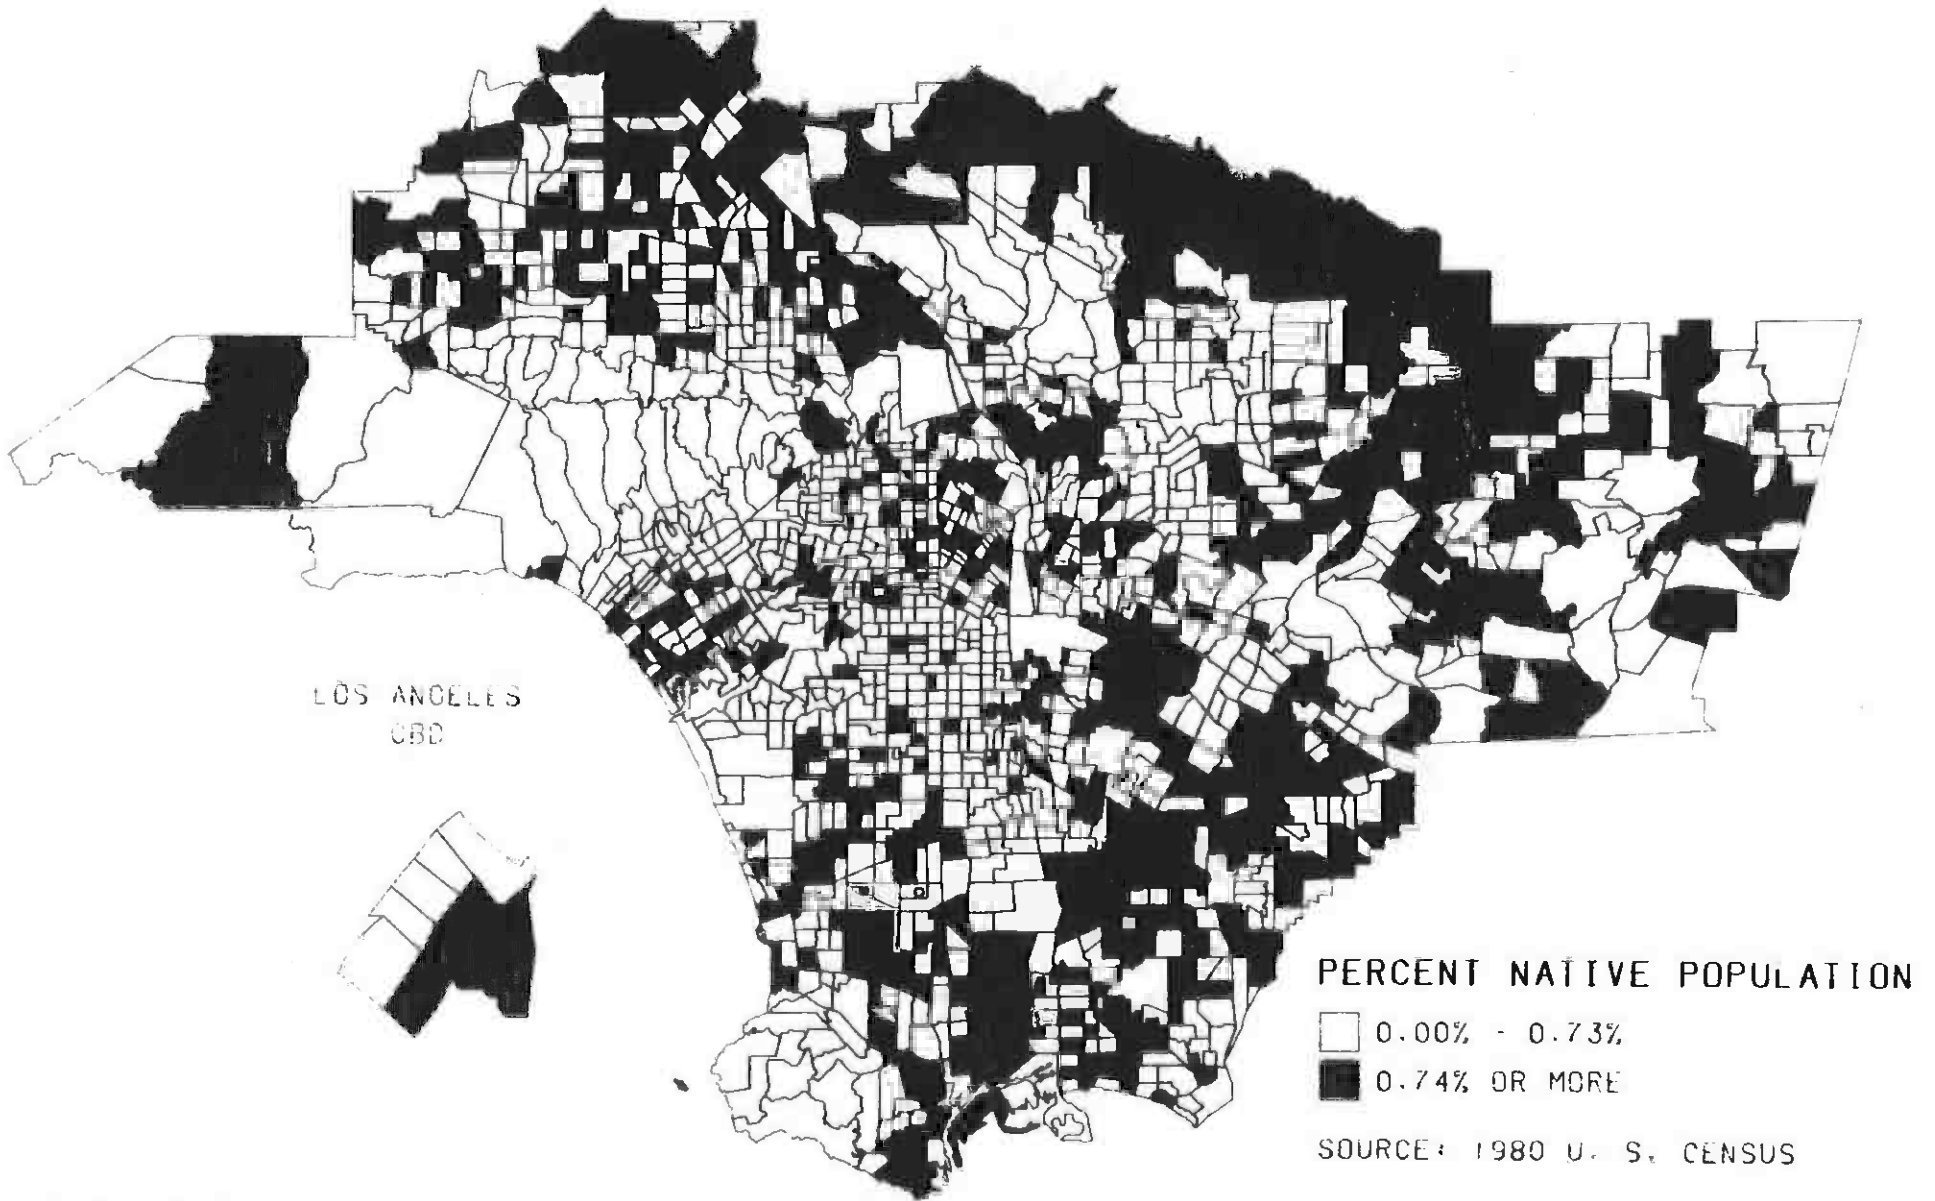 LOS ANGELES
CBD
PERCENT NATIVE POPULATION
0.00% - 0.73%
0.74% OR MORE
SOURCE: 1980 U. S. CENSUS